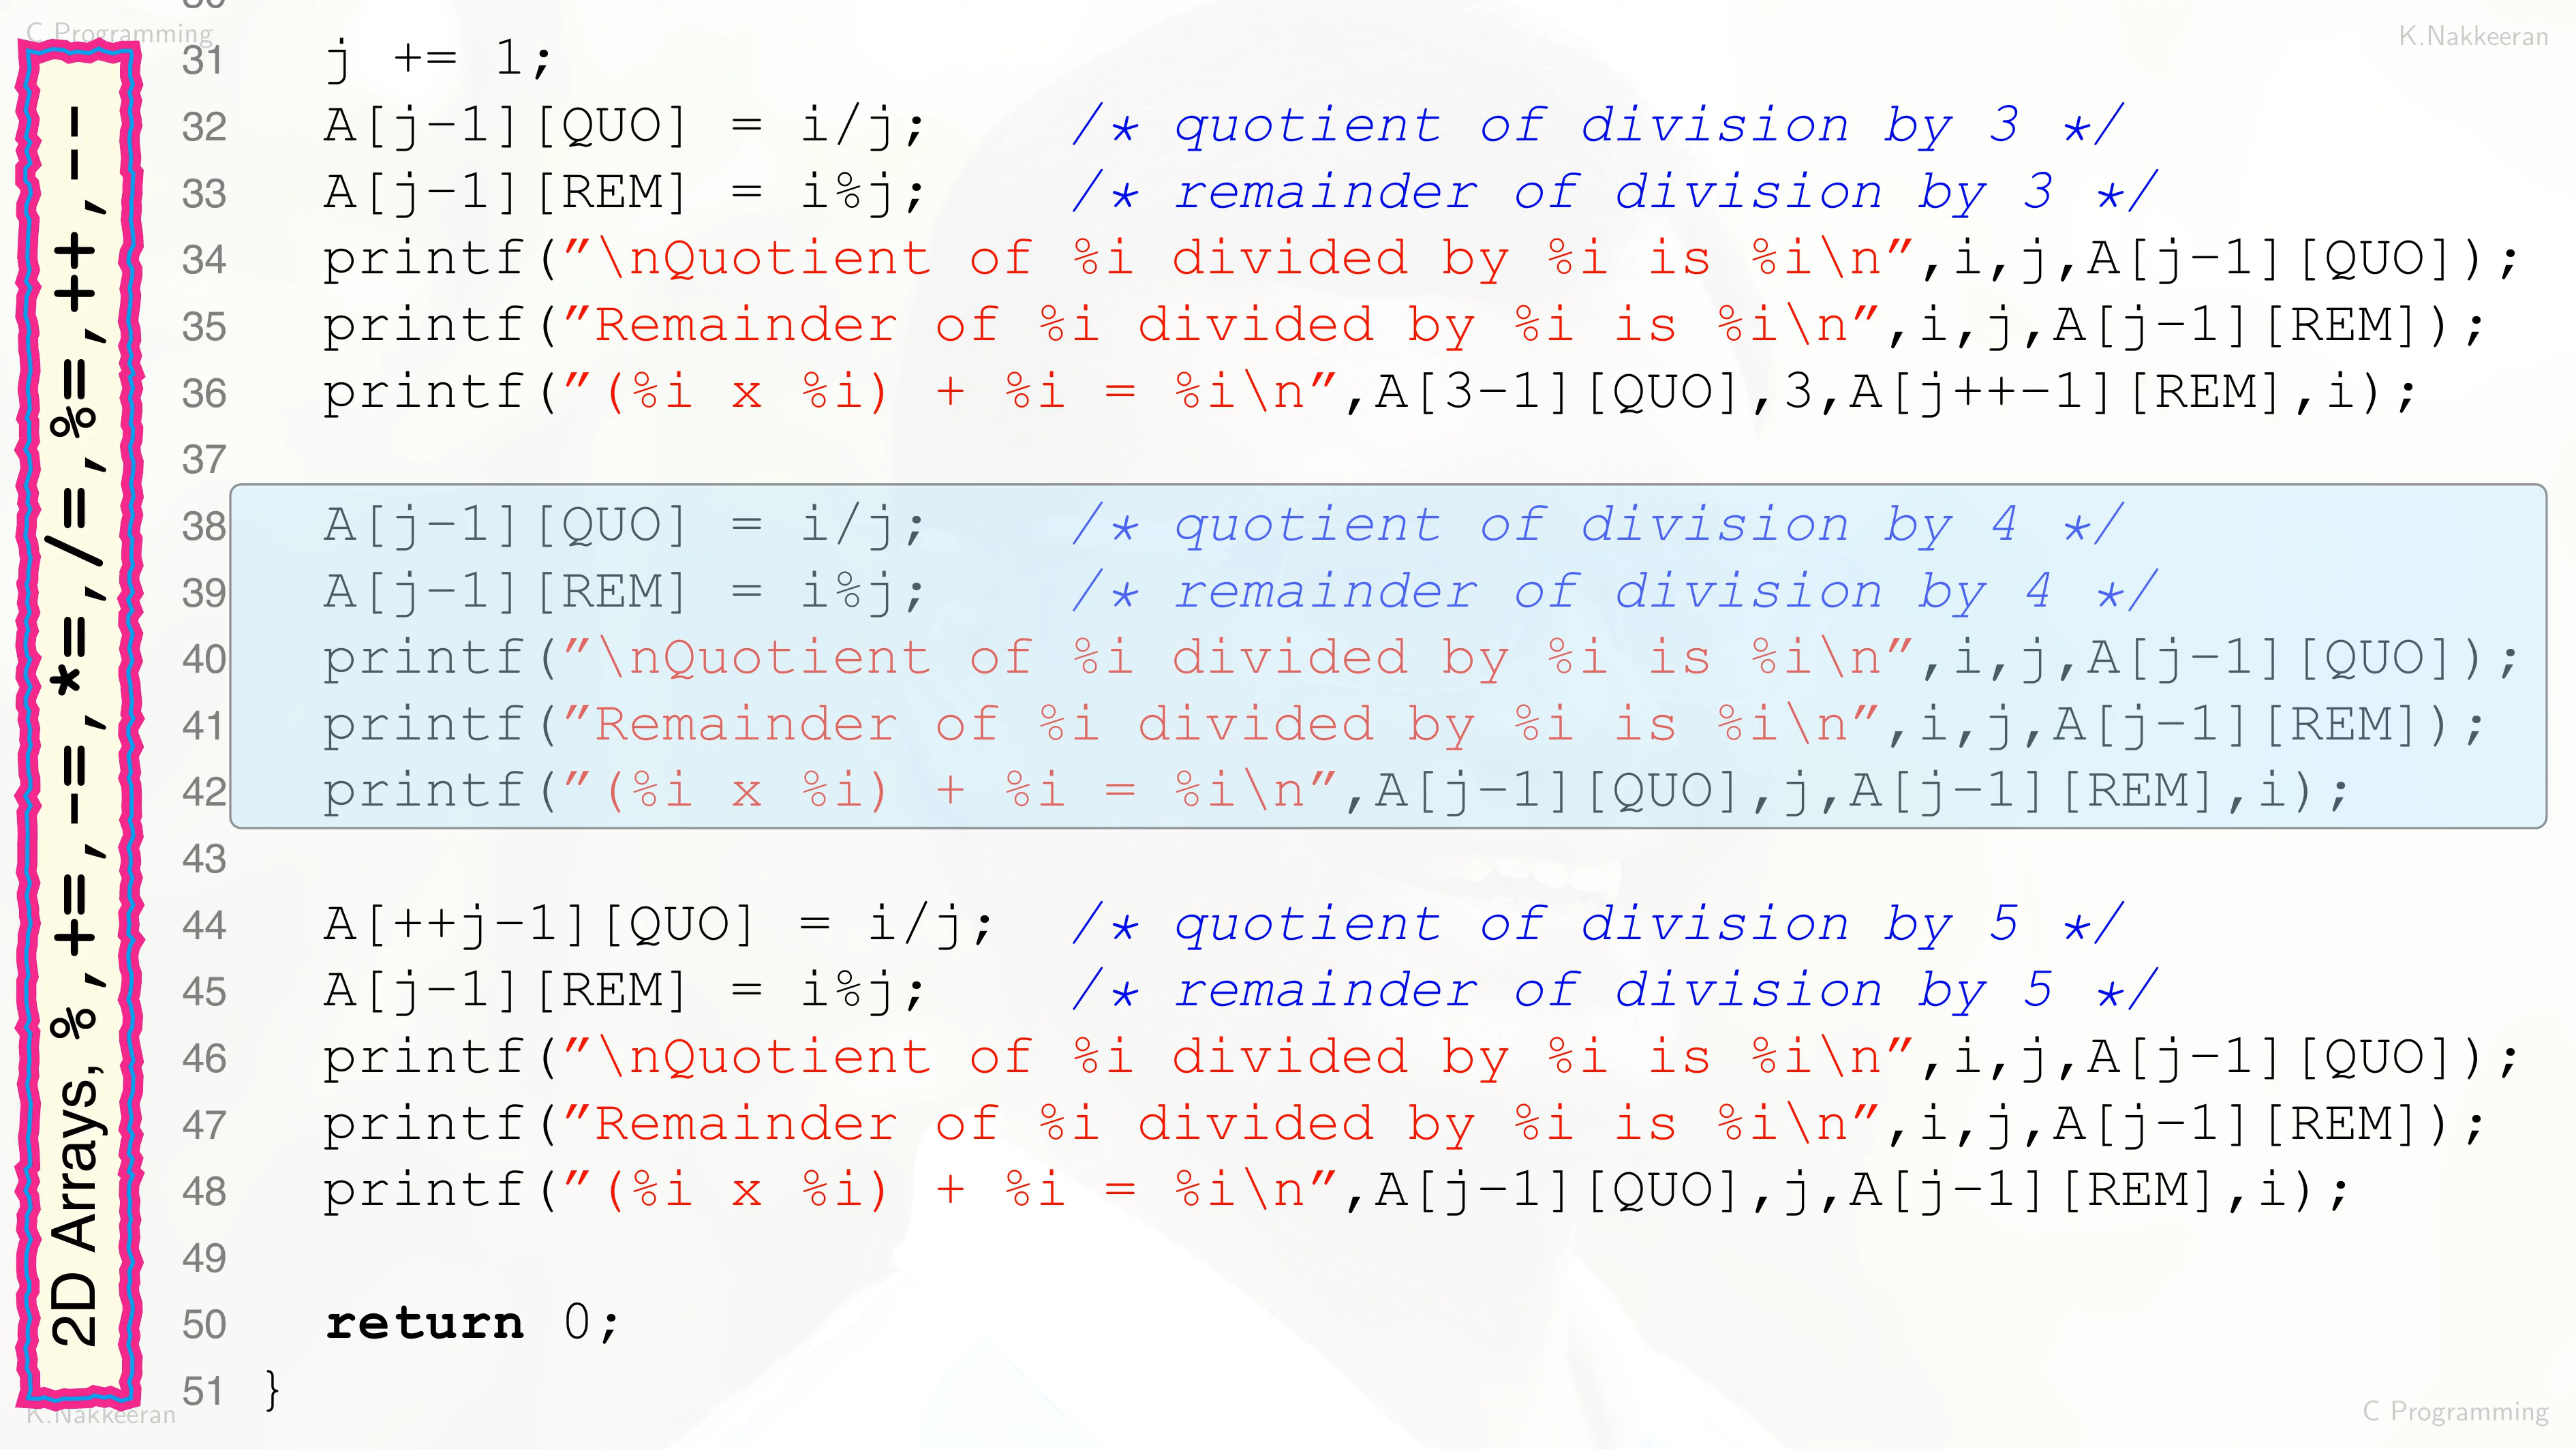 C Programming
K.Nakkeeran
2D Arrays, %,+=,-=,*=,/=,%=,++,--
31 j += 1;
32 A[j-1][QUO] = i/j; /* quotient of division by 3 */
33 A[j-1][REM] = i%j; /* remainder of division by 3 */
34 printf("\nQuotient of %i divided by %i is %i\n",i,j,A[j-1][QUO]);
35 printf("Remainder of %i divided by %i is %i\n",i,j,A[j-1][REM]);
36 printf("(%i x %i) + %i = %i\n",A[3-1][QUO],3,A[j++-1][REM],i);
37
38 A[j-1][QUO] = i/j; /* quotient of division by 4 */
39 A[j-1][REM] = i%j; /* remainder of division by 4 */
40 printf("\nQuotient of %i divided by %i is %i\n",i,j,A[j-1][QUO]);
41 printf("Remainder of %i divided by %i is %i\n",i,j,A[j-1][REM]);
42 printf("(%i x %i) + %i = %i\n",A[j-1][QUO],j,A[j-1][REM],i);
43
44 A[++j-1][QUO] = i/j; /* quotient of division by 5 */
45 A[j-1][REM] = i%j; /* remainder of division by 5 */
46 printf("\nQuotient of %i divided by %i is %i\n",i,j,A[j-1][QUO]);
47 printf("Remainder of %i divided by %i is %i\n",i,j,A[j-1][REM]);
48 printf("(%i x %i) + %i = %i\n",A[j-1][QUO],j,A[j-1][REM],i);
49
50 return 0;
51 }
K.Nakkeeran
C Programming